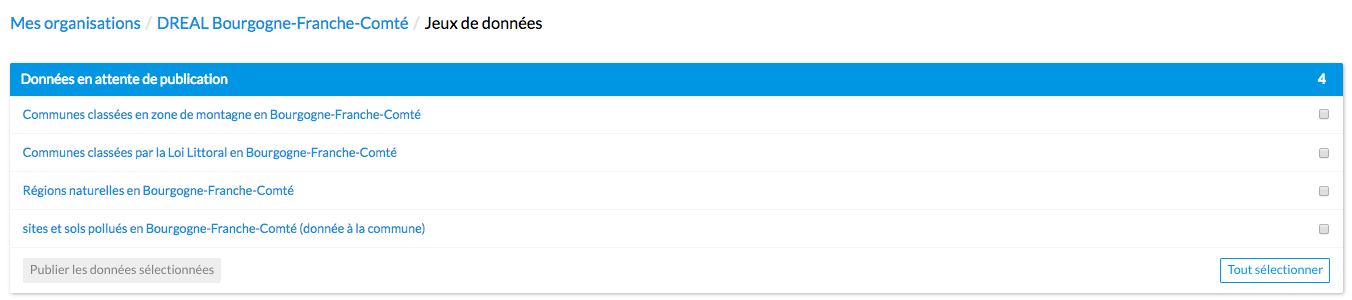 Mes organisations / DREAL Bourgogne-Franche-Comté / Jeux de données
Données en attente de publication 4
Communes classées en zone de montagne en Bourgogne-Franche-Comté
Communes classées par la Loi Littoral en Bourgogne-Franche-Comté
Régions naturelles en Bourgogne-Franche-Comté
sites et sols pollués en Bourgogne-Franche-Comté (donnée à la commune)
Publier les données sélectionnées Tout sélectionner